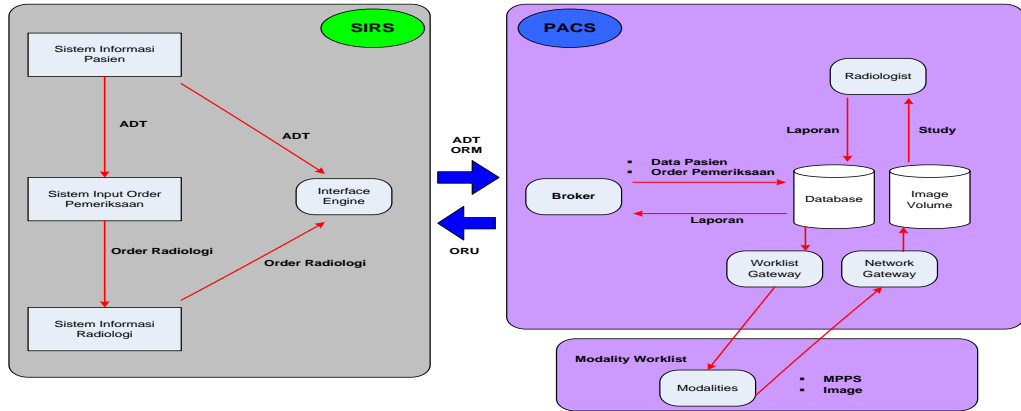 SIRS
Sistem Informasi
Pasien
ADT
ADT
Sistem Input Order
Pemeriksaan
Interface
Engine
Order Radiologi
Order Radiologi
Sistem Informasi
Radiologi
ADT
ORM
ORU
PACS
Radiologist
Laporan
Study
▪ Data Pasien
▪ Order Pemeriksaan
Broker
Database
Image
Volume
Laporan
Worklist
Gateway
Network
Gateway
Modality Worklist
Modalities
▪ MPPS
▪ Image